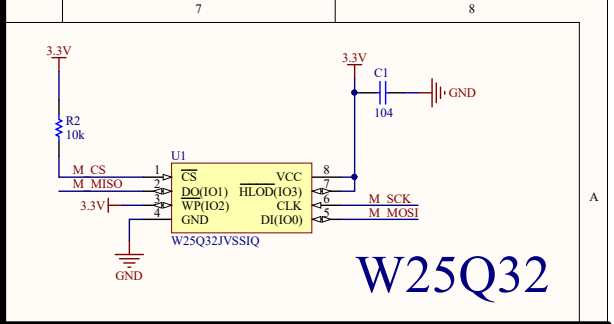 7
8
3.3V
3.3V
C1
GND
104
R2
10k
U1
M_CS
1
CS
VCC
8
M_MISO
2
DO(IO1)
HLOD(IO3)
7
3.3V
3
WP(IO2)
CLK
6
M_SCK
4
GND
DI(IO0)
5
M_MOSI
W25Q32JVSSIQ
GND
W25Q32
A